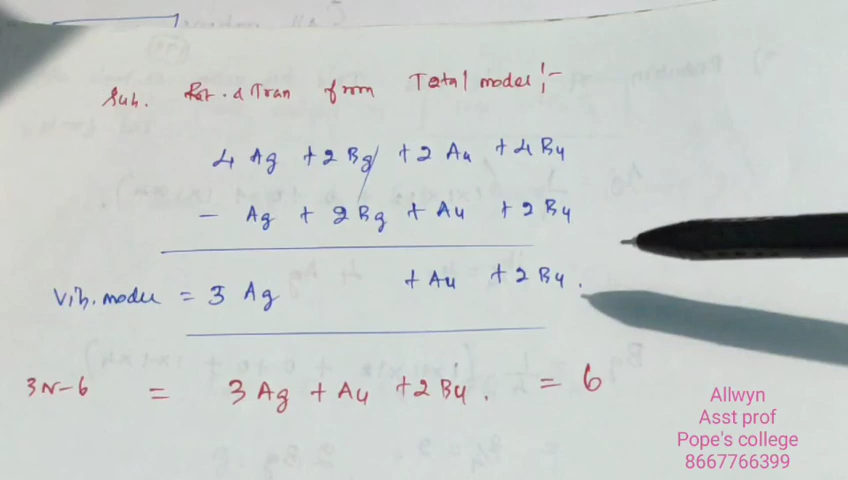 Sub. Rot. & Tran from Total modes:-
4 Ag + 2 Bg + 2 Au + 4 Bu
- Ag + 2 Bg + Au + 2 Bu
Vib. modes = 3 Ag + Au + 2 Bu.
3N-6 = 3 Ag + Au + 2 Bu. = 6
Allwyn
Asst prof
Pope's college
8667766399